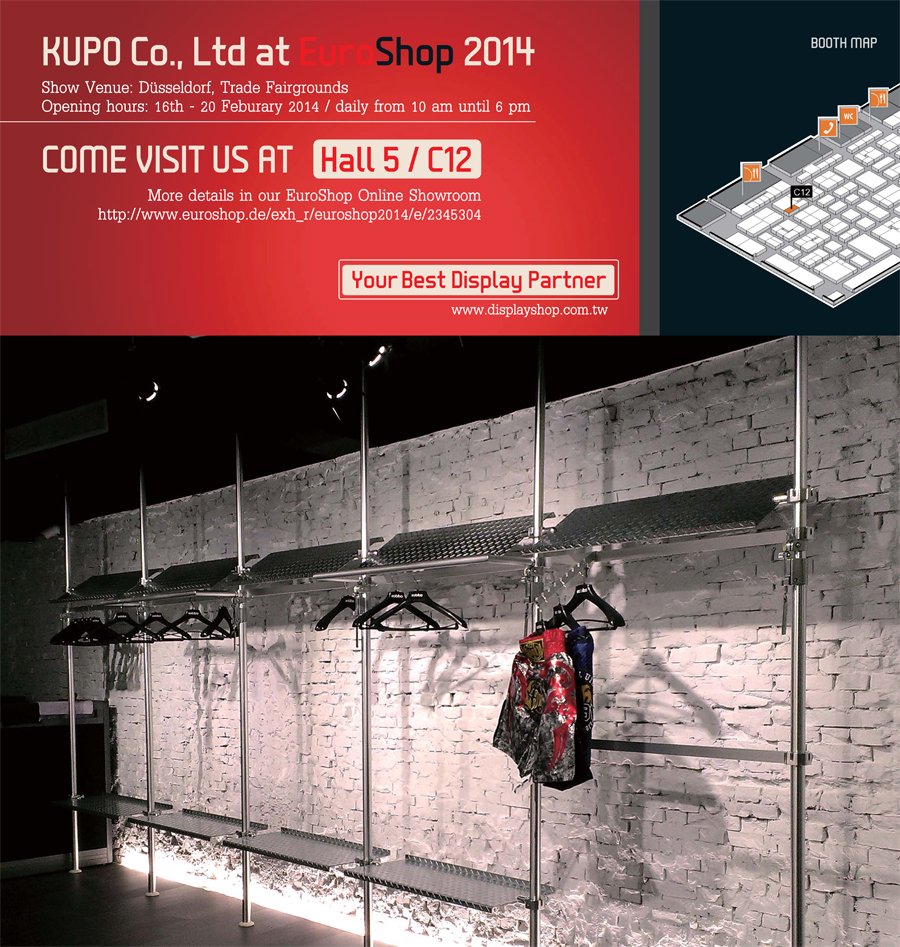 KUPO Co., Ltd at EuroShop 2014
Show Venue: Düsseldorf, Trade Fairgrounds
Opening hours: 16th - 20 Feburary 2014 / daily from 10 am until 6 pm
COME VISIT US AT Hall 5 / C12
More details in our EuroShop Online Showroom
http://www.euroshop.de/exh_r/euroshop2014/e/2345304
Your Best Display Partner
www.displayshop.com.tw
BOOTH MAP
WC
C12